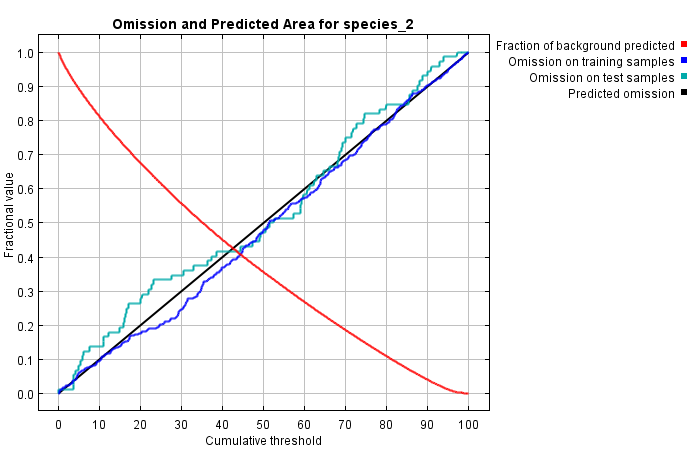 Omission and Predicted Area for species_2
Fraction of background predicted
Omission on training samples
Omission on test samples
Predicted omission
Fractional value
1.0
0.9
0.8
0.7
0.6
0.5
0.4
0.3
0.2
0.1
0.0
0 10 20 30 40 50 60 70 80 90 100
Cumulative threshold